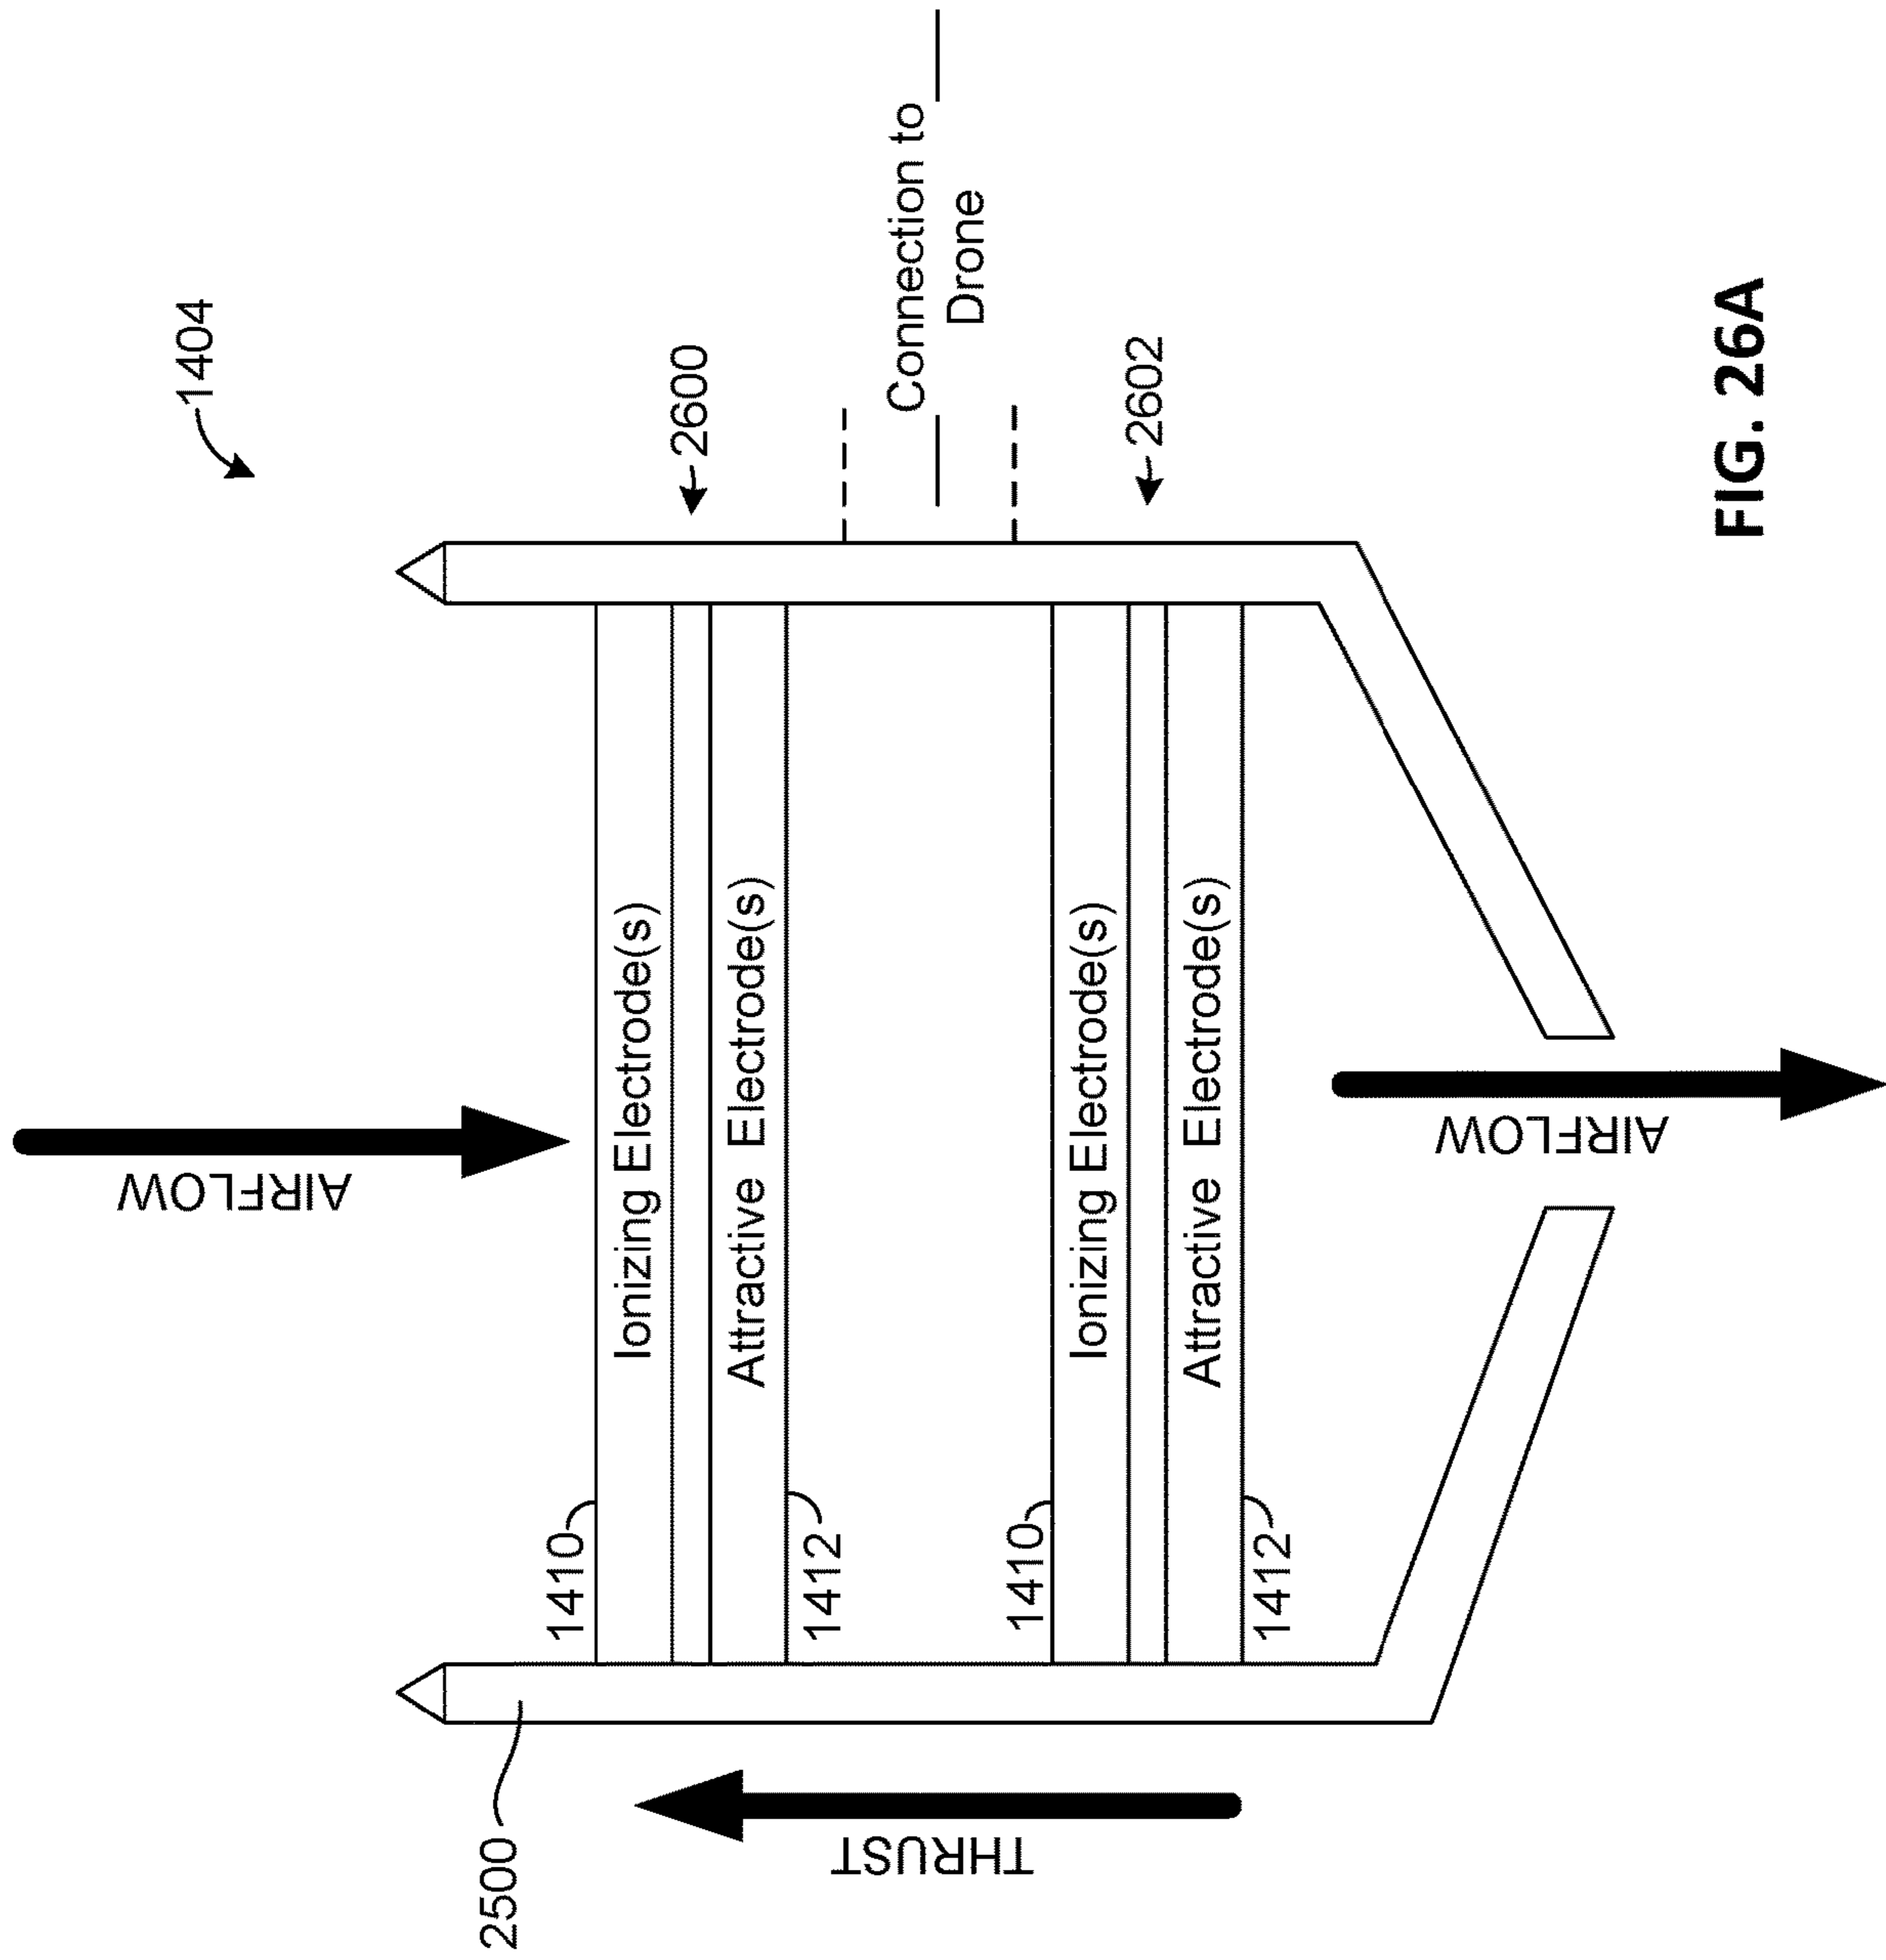 1404
AIRFLOW
2500
1410
Ionizing Electrode(s)
2600
Attractive Electrode(s)
1412
THRUST
Connection to
Drone
1410
Ionizing Electrode(s)
2602
Attractive Electrode(s)
1412
AIRFLOW
FIG. 26A